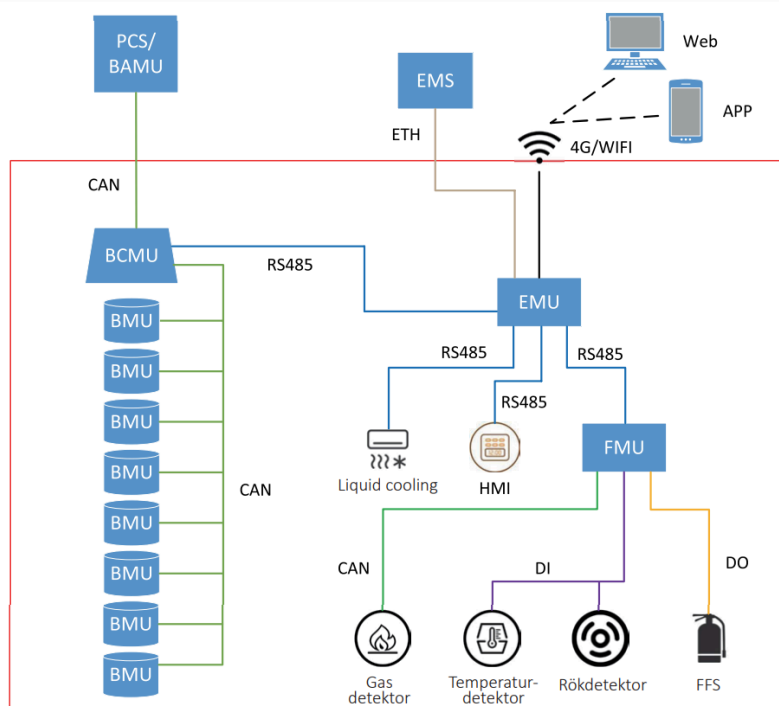 PCS/
BAMU
EMS
Web
APP
ETH
4G/WIFI
CAN
BCMU
RS485
EMU
BMU
BMU
BMU
BMU
BMU
BMU
BMU
BMU
CAN
RS485
RS485
RS485
Liquid cooling
HMI
FMU
CAN
DI
DO
Gas
detektor
Temperatur-
detektor
Rökdetektor
FFS